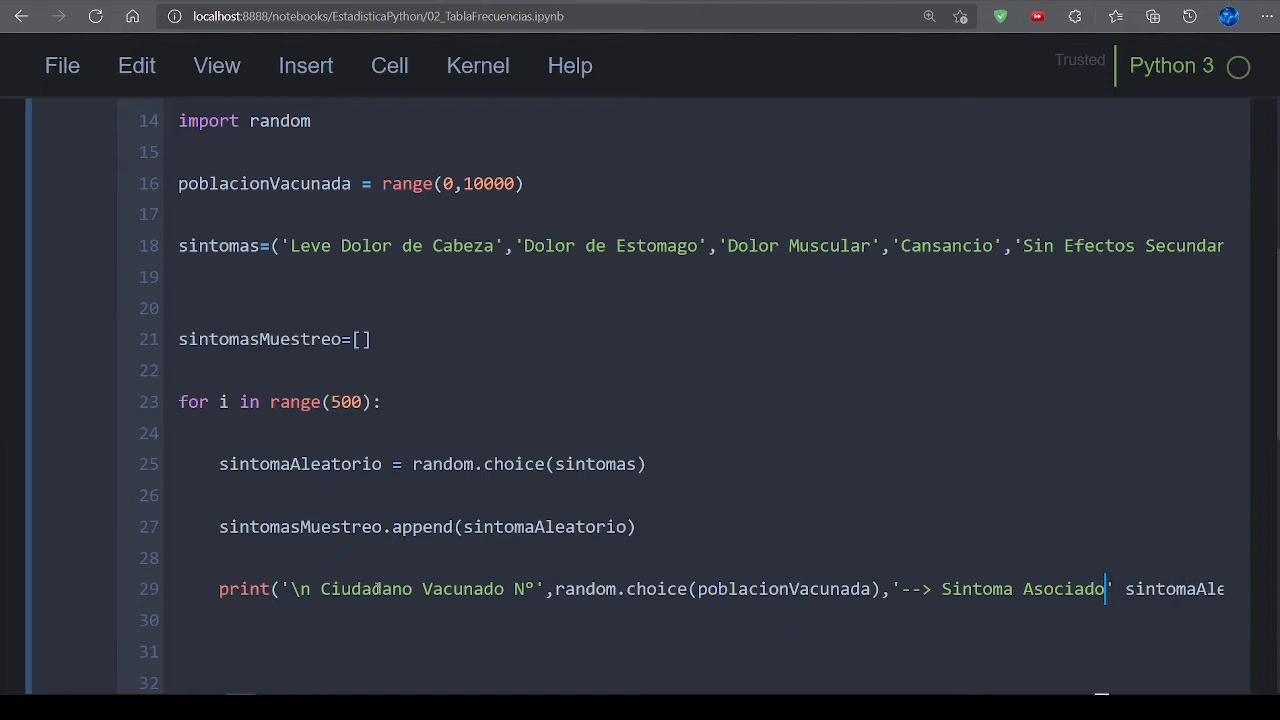 localhost:8888/notebooks/EstadisticaPython/02_TablaFrecuencias.ipynb
File Edit View Insert Cell Kernel Help Trusted Python 3
14 import random
15
16 poblacionVacunada = range(0,10000)
17
18 sintomas=('Leve Dolor de Cabeza','Dolor de Estomago','Dolor Muscular','Cansancio','Sin Efectos Secundar
19
20
21 sintomasMuestreo=[]
22
23 for i in range(500):
24
25 sintomaAleatorio = random.choice(sintomas)
26
27 sintomasMuestreo.append(sintomaAleatorio)
28
29 print('\n Ciudadano Vacunado Nº',random.choice(poblacionVacunada),'--> Sintoma Asociado' sintomaAle
30
31
32